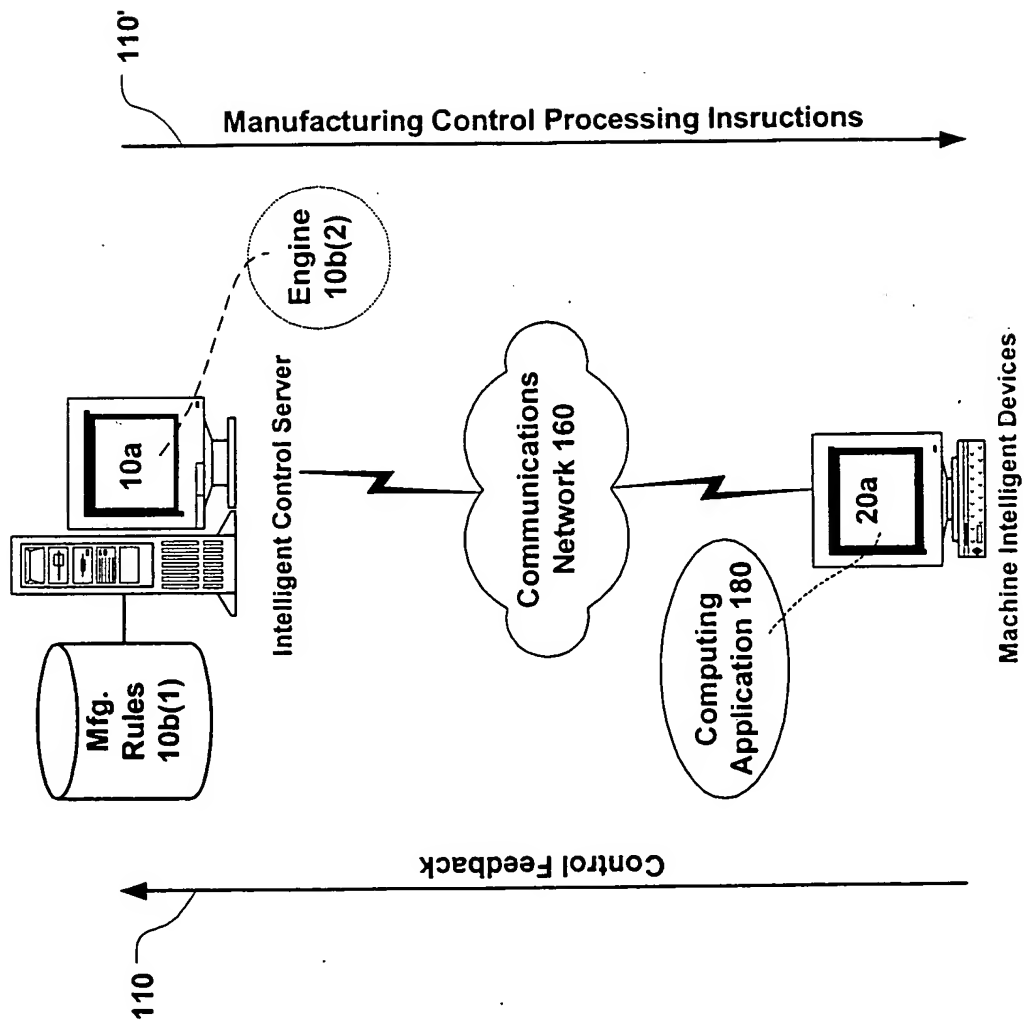 110'
Manufacturing Control Processing Insructions
Engine
10b(2)
10a
Intelligent Control Server
Mfg.
Rules
10b(1)
Communications
Network 160
20a
Computing
Application 180
Machine Intelligent Devices
Control Feedback
110